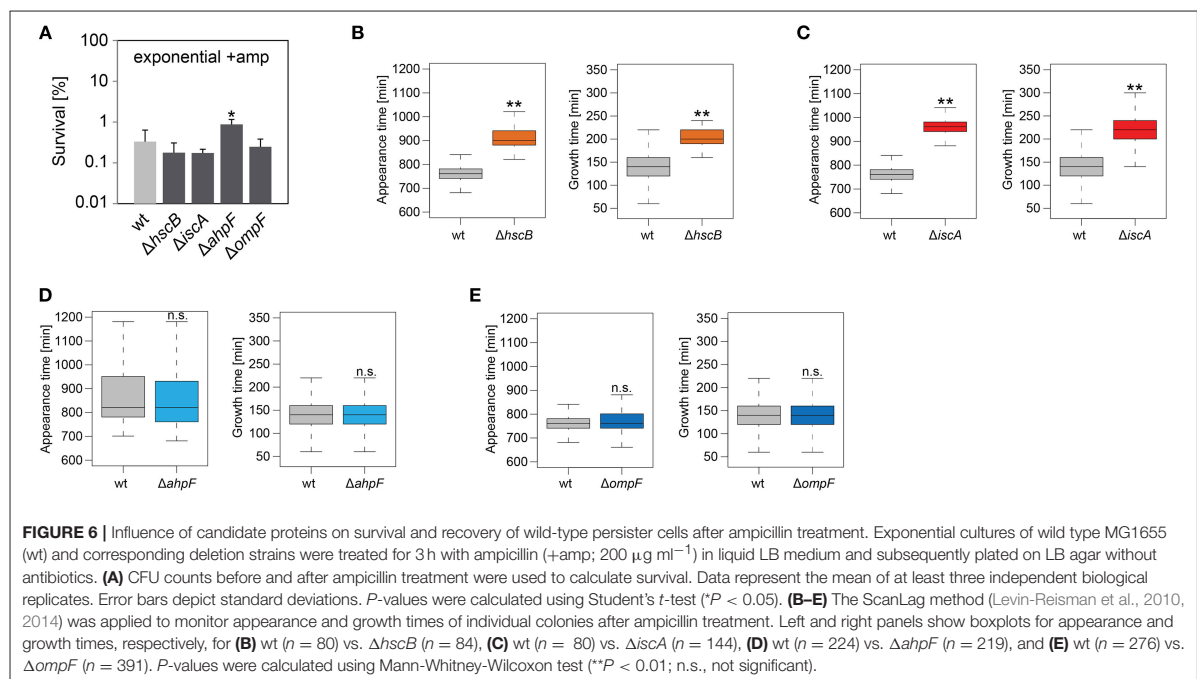 A
exponential +amp
Survival [%]
100
10
1
0.1
0.01
*
wt
ΔhscB
ΔiscA
ΔahpF
ΔompF
B
Appearance time [min]
1200
1100
1000
900
800
700
600
**
wt
ΔhscB
Growth time [min]
350
300
250
200
150
100
50
**
wt
ΔhscB
C
Appearance time [min]
1200
1100
1000
900
800
700
600
**
wt
ΔiscA
Growth time [min]
350
300
250
200
150
100
50
**
wt
ΔiscA
D
Appearance time [min]
1200
1100
1000
900
800
700
600
n.s.
wt
ΔahpF
Growth time [min]
350
300
250
200
150
100
50
n.s.
wt
ΔahpF
E
Appearance time [min]
1200
1100
1000
900
800
700
600
n.s.
wt
ΔompF
Growth time [min]
350
300
250
200
150
100
50
n.s.
wt
ΔompF
FIGURE 6 | Influence of candidate proteins on survival and recovery of wild-type persister cells after ampicillin treatment. Exponential cultures of wild type MG1655
(wt) and corresponding deletion strains were treated for 3 h with ampicillin (+amp; 200 μg ml⁻¹) in liquid LB medium and subsequently plated on LB agar without
antibiotics. (A) CFU counts before and after ampicillin treatment were used to calculate survival. Data represent the mean of at least three independent biological
replicates. Error bars depict standard deviations. P-values were calculated using Student's t-test (*P < 0.05). (B–E) The ScanLag method (Levin-Reisman et al., 2010,
2014) was applied to monitor appearance and growth times of individual colonies after ampicillin treatment. Left and right panels show boxplots for appearance and
growth times, respectively, for (B) wt (n = 80) vs. ΔhscB (n = 84), (C) wt (n = 80) vs. ΔiscA (n = 144), (D) wt (n = 224) vs. ΔahpF (n = 219), and (E) wt (n = 276) vs.
ΔompF (n = 391). P-values were calculated using Mann-Whitney-Wilcoxon test (**P < 0.01; n.s., not significant).